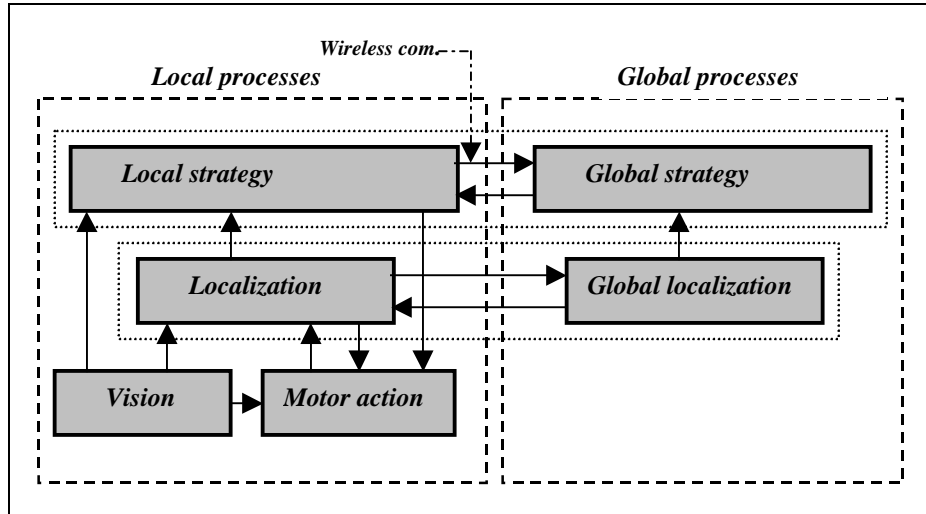 Wireless com.
Local processes
Global processes
Local strategy
Global strategy
Localization
Global localization
Vision
Motor action